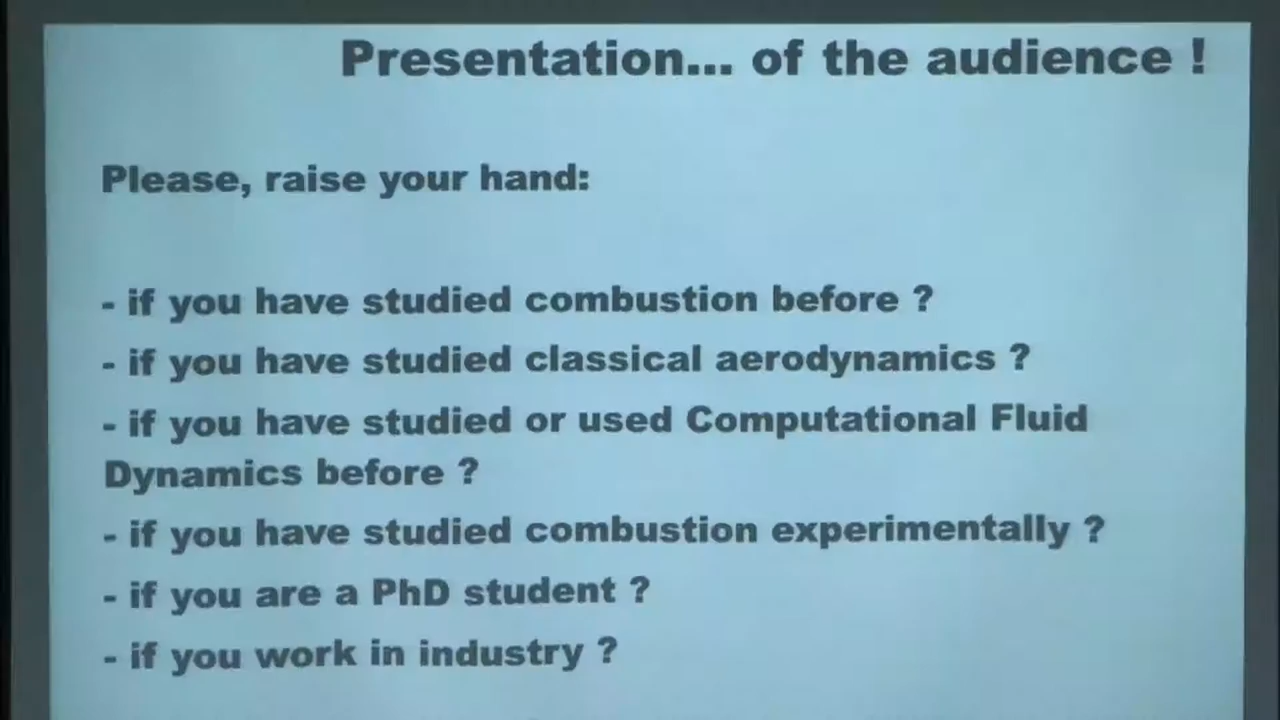 Presentation... of the audience !
Please, raise your hand:
- if you have studied combustion before ?
- if you have studied classical aerodynamics ?
- if you have studied or used Computational Fluid
Dynamics before ?
- if you have studied combustion experimentally ?
- if you are a PhD student ?
- if you work in industry ?